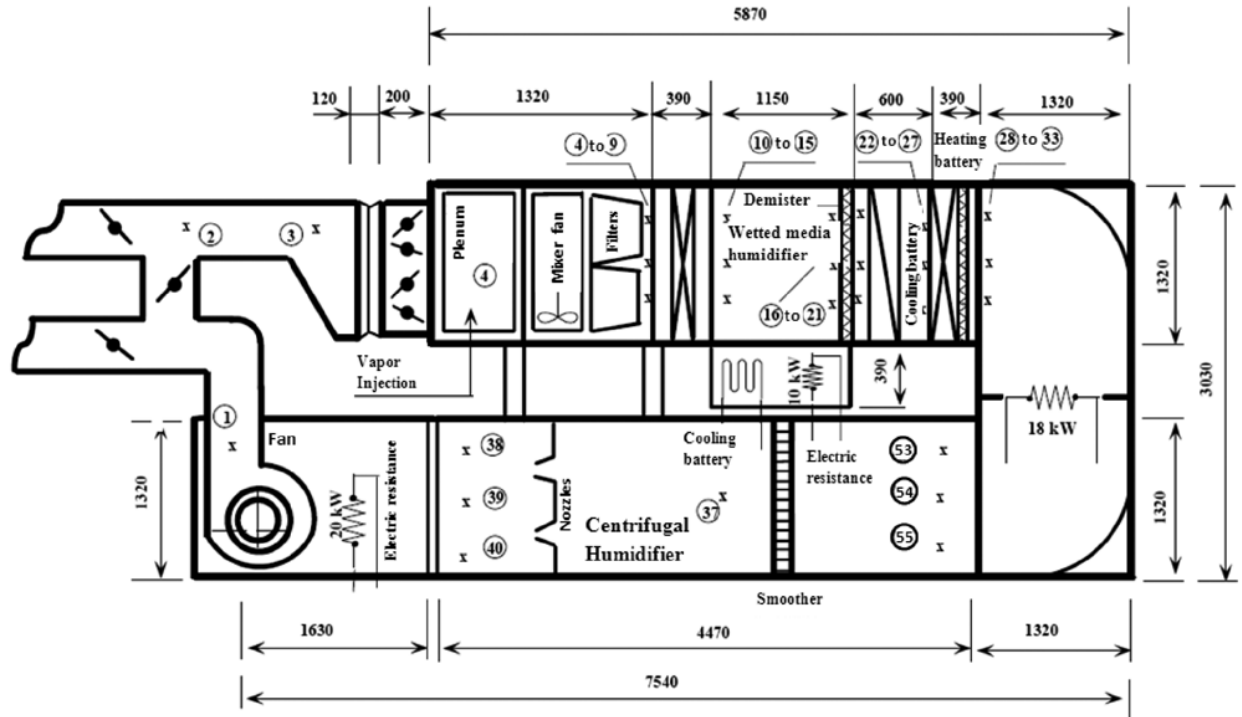 5870
120
200
1320
390
1150
600
390
1320
4 to 9
10 to 15
22 to 27
Heating
battery
28 to 33
2
3
Plenum
4
Mixer fan
Filters
Demister
Wetted media
humidifier
16 to 21
Cooling battery
1320
3030
Vapor
Injection
10 kW
390
18 kW
1
Fan
Cooling
battery
Electric
resistance
1320
20 kW
Electric resistance
38
39
40
Nozzles
Centrifugal
Humidifier
37
53
54
55
1320
Smoother
1630
4470
1320
7540